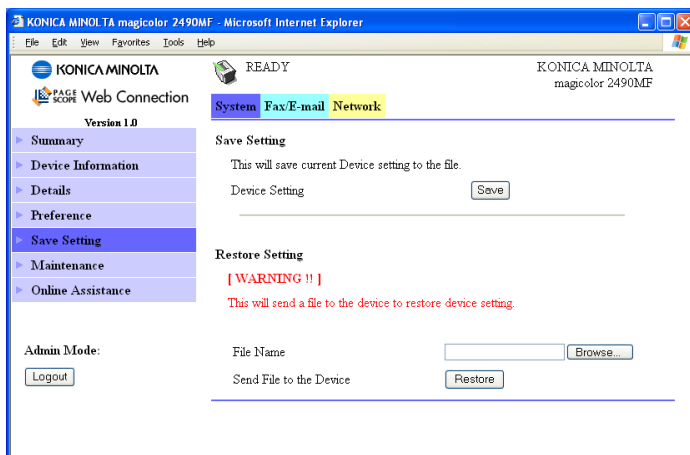 KONICA MINOLTA magicolor 2490MF - Microsoft Internet Explorer
File Edit View Favorites Tools Help
KONICA MINOLTA
PAGE SCOPE Web Connection
Version 1.0
READY
KONICA MINOLTA
magicolor 2490MF
System Fax/E-mail Network
Summary
Device Information
Details
Preference
Save Setting
Maintenance
Online Assistance
Admin Mode:
Logout
Save Setting
This will save current Device setting to the file.
Device Setting Save
Restore Setting
[ WARNING !! ]
This will send a file to the device to restore device setting.
File Name Browse...
Send File to the Device Restore